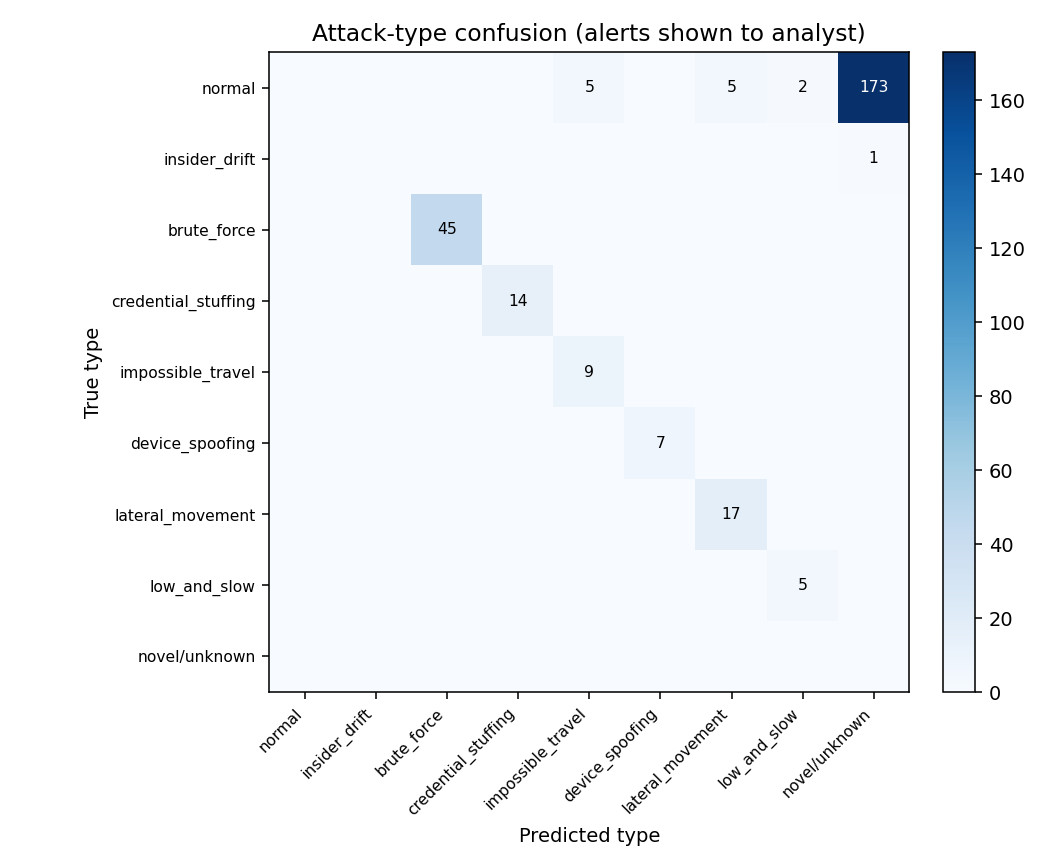 Attack-type confusion (alerts shown to analyst)
normal 5 5 2 173
insider_drift 1
brute_force 45
credential_stuffing 14
impossible_travel 9
device_spoofing 7
lateral_movement 17
low_and_slow 5
novel/unknown
True type
normal
insider_drift
brute_force
credential_stuffing
impossible_travel
device_spoofing
lateral_movement
low_and_slow
novel/unknown
Predicted type
160
140
120
100
80
60
40
20
0